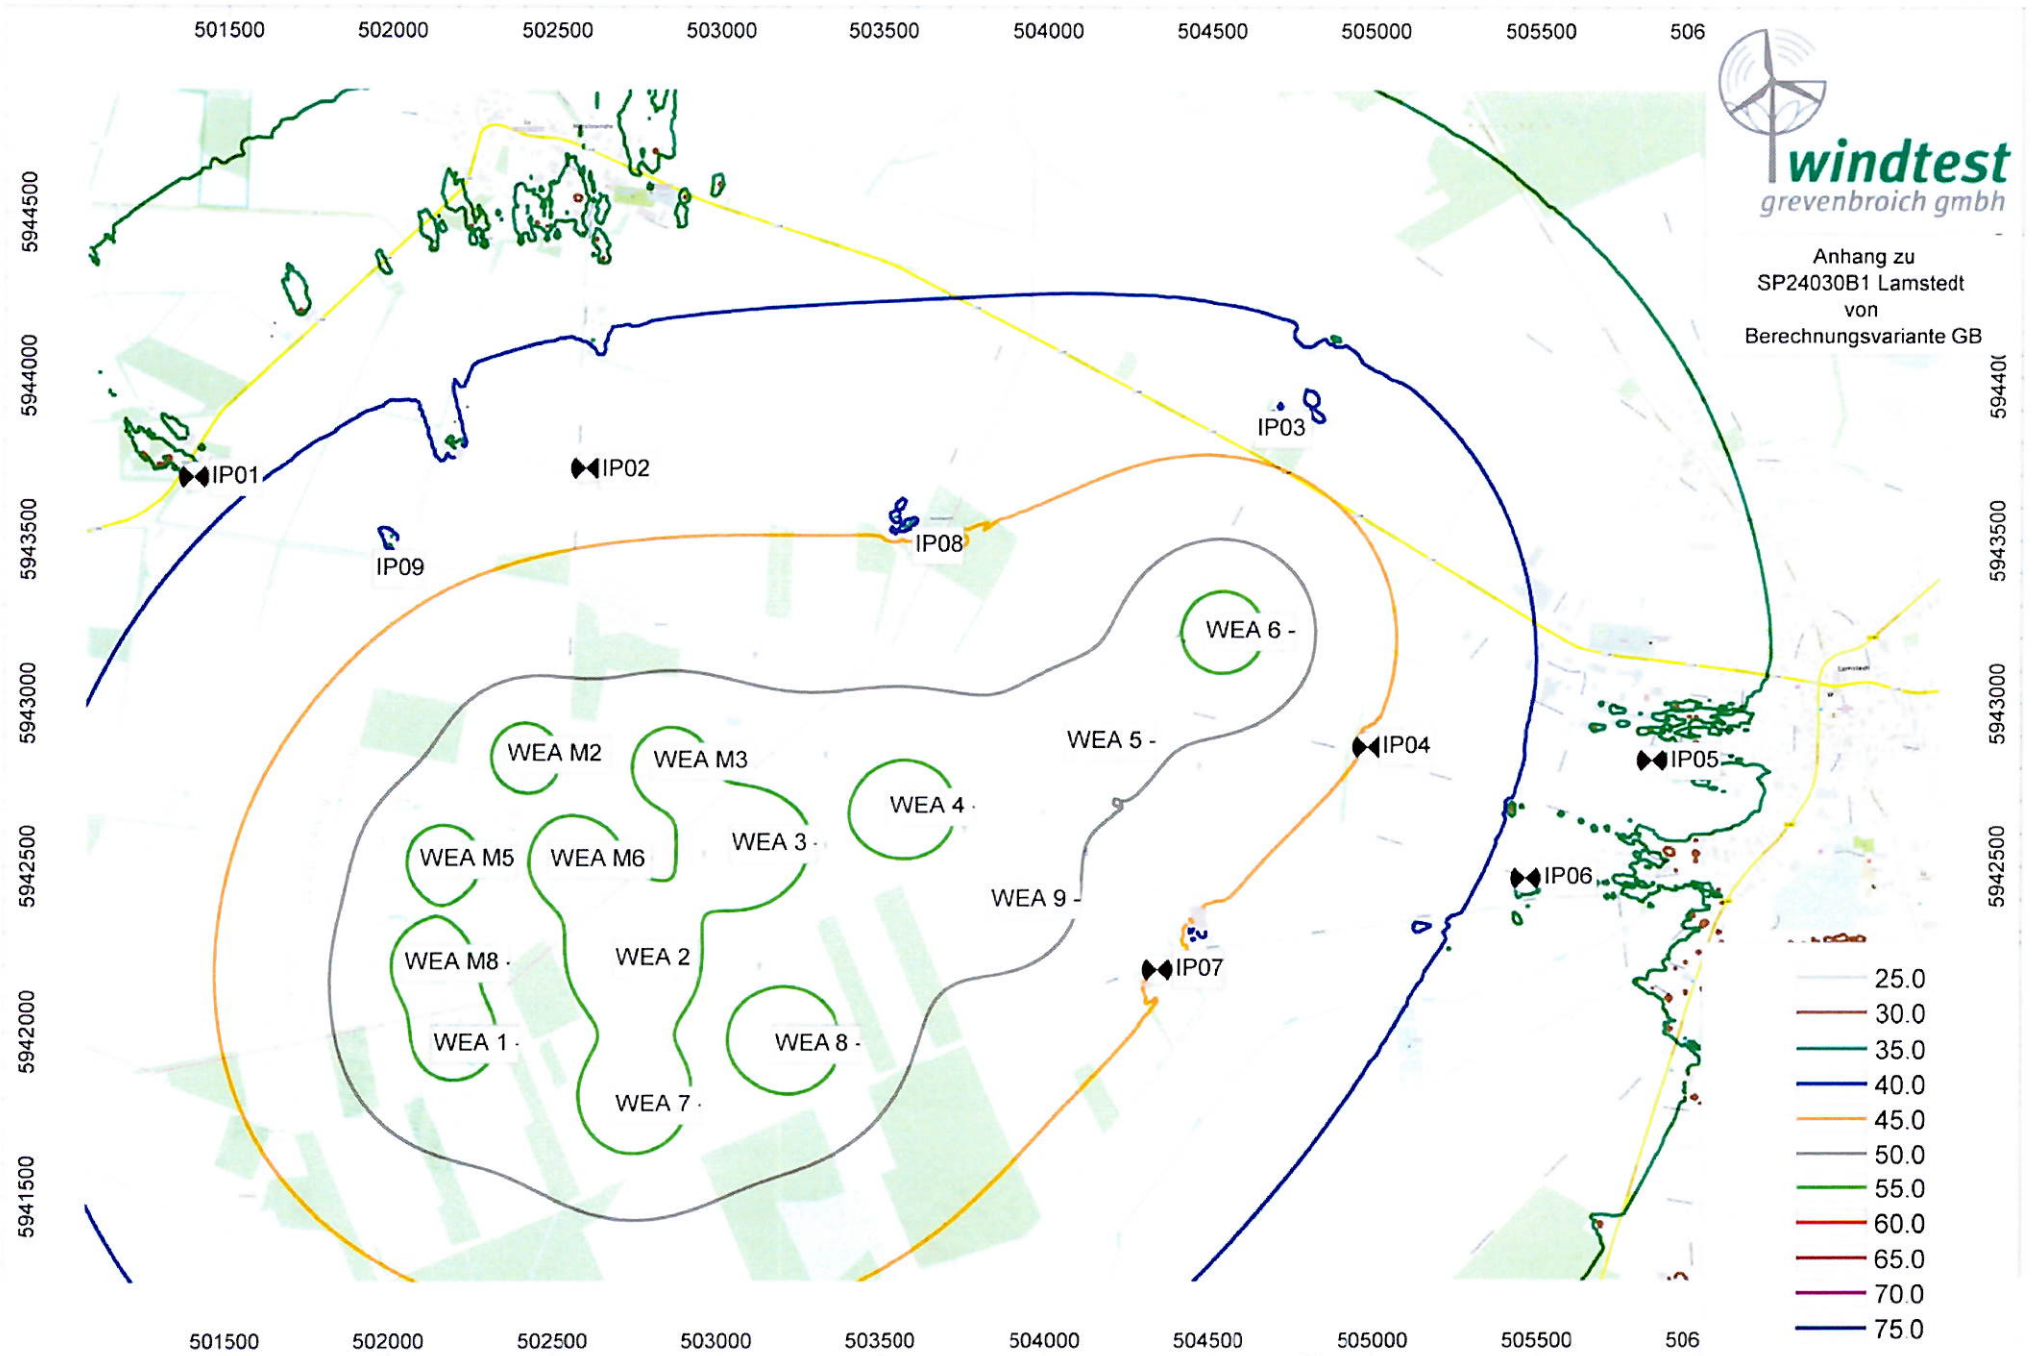 501500 502000 502500 503000 503500 504000 504500 505000 505500 506
windtest
grevenbroich gmbh
Anhang zu
SP24030B1 Lamstedt
von
Berechnungsvariante GB
5944500
5944000
5943500
5943000
5942500
5942000
5941500
594400
5943500
5943000
5942500
IP01
IP02
IP03
IP08
IP09
WEA 6
WEA 5
IP04
IP05
WEA M2
WEA M3
WEA 4
WEA 3
WEA M5
WEA M6
IP06
WEA 9
WEA M8
WEA 2
IP07
WEA 1
WEA 8
WEA 7
Lamstedt
25.0
30.0
35.0
40.0
45.0
50.0
55.0
60.0
65.0
70.0
75.0
501500 502000 502500 503000 503500 504000 504500 505000 505500 506